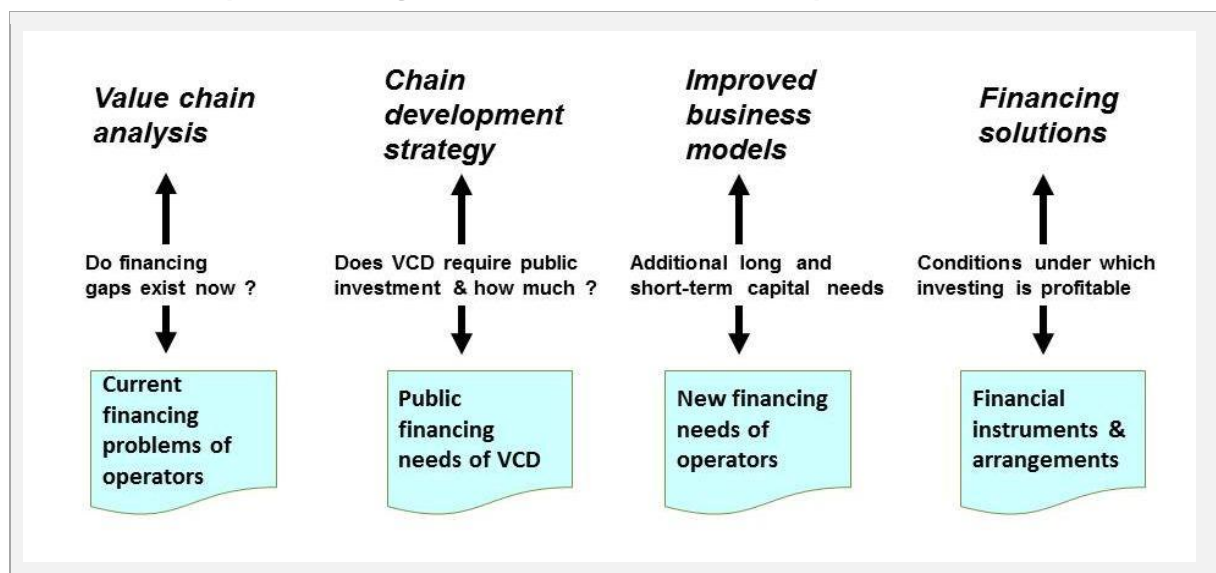 Value chain
analysis
Chain
development
strategy
Improved
business
models
Financing
solutions
Do financing
gaps exist now ?
Does VCD require public
investment & how much ?
Additional long and
short-term capital needs
Conditions under which
investing is profitable
Current
financing
problems of
operators
Public
financing
needs of VCD
New financing
needs of
operators
Financial
instruments &
arrangements